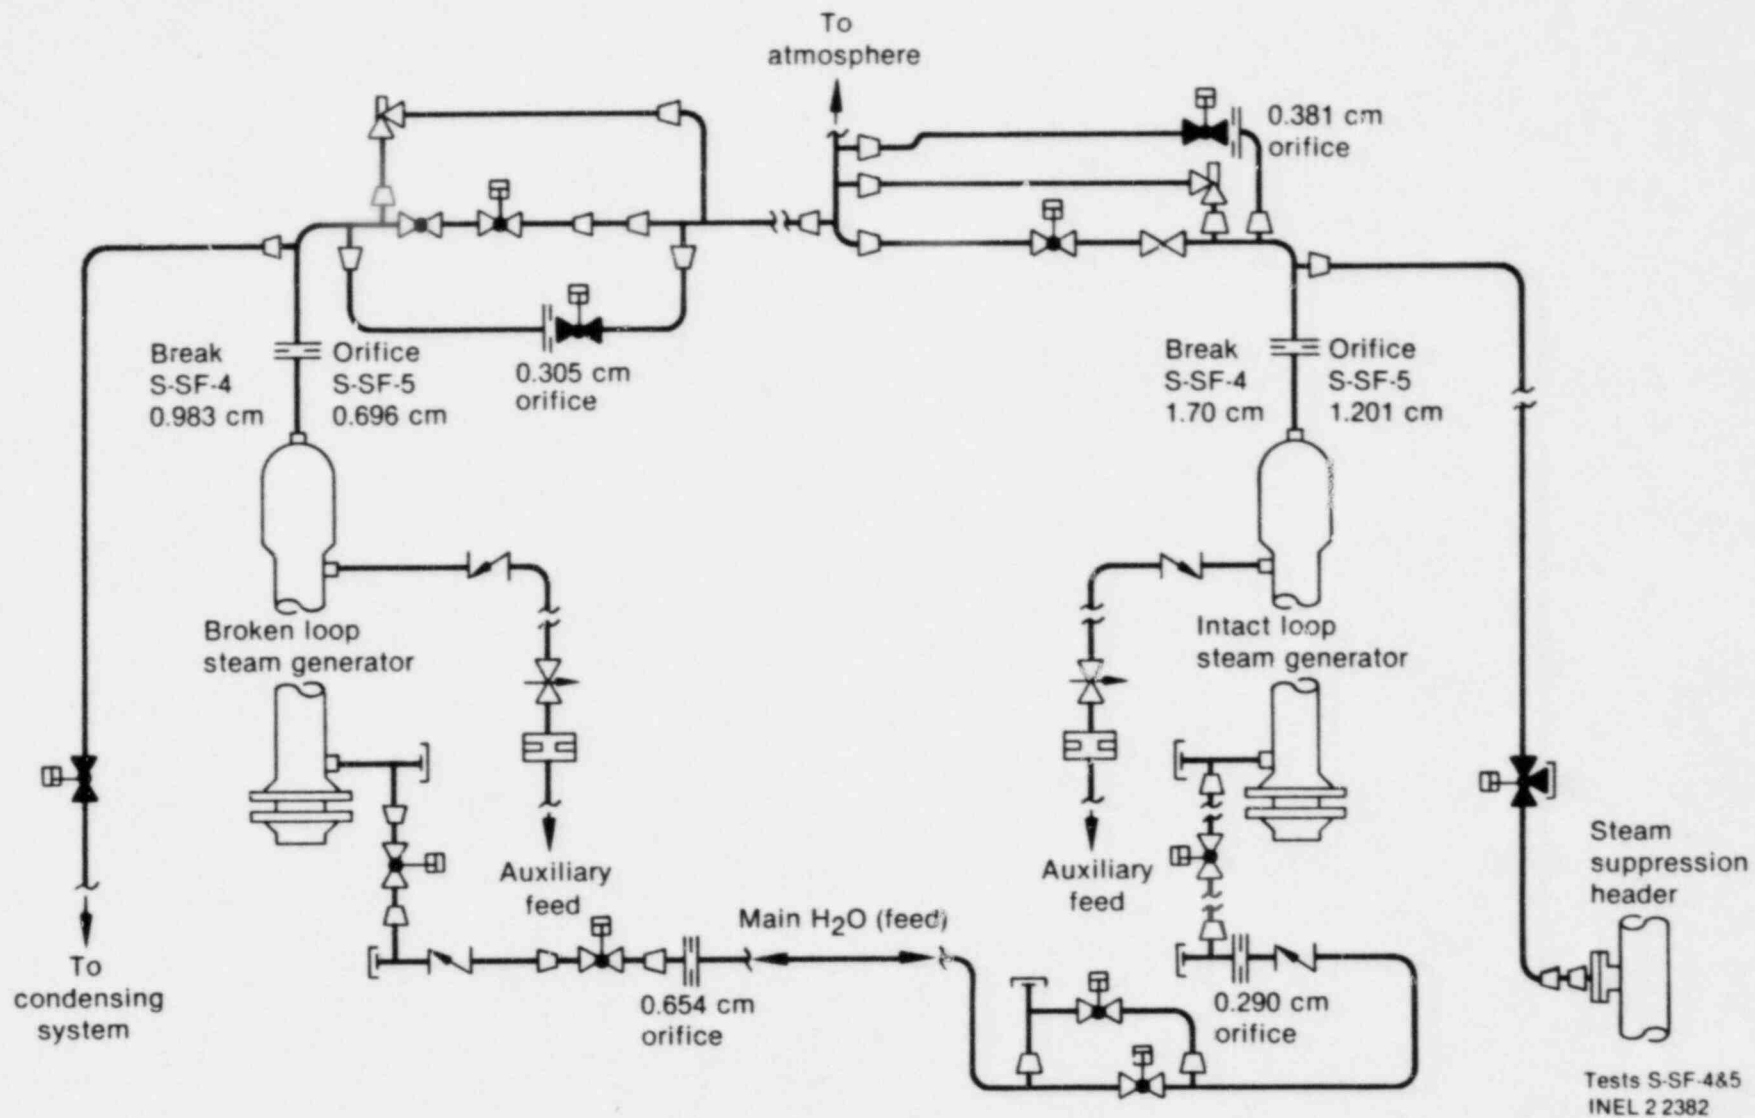 To
atmosphere
0.381 cm
orifice
Break
S-SF-4
0.983 cm
Orifice
S-SF-5
0.696 cm
0.305 cm
orifice
Break
S-SF-4
1.70 cm
Orifice
S-SF-5
1.201 cm
Broken loop
steam generator
Intact loop
steam generator
Auxiliary
feed
Auxiliary
feed
Steam
suppression
header
Main H2O (feed)
To
condensing
system
0.654 cm
orifice
0.290 cm
orifice
Tests S-SF-4&5
INEL 2 2382